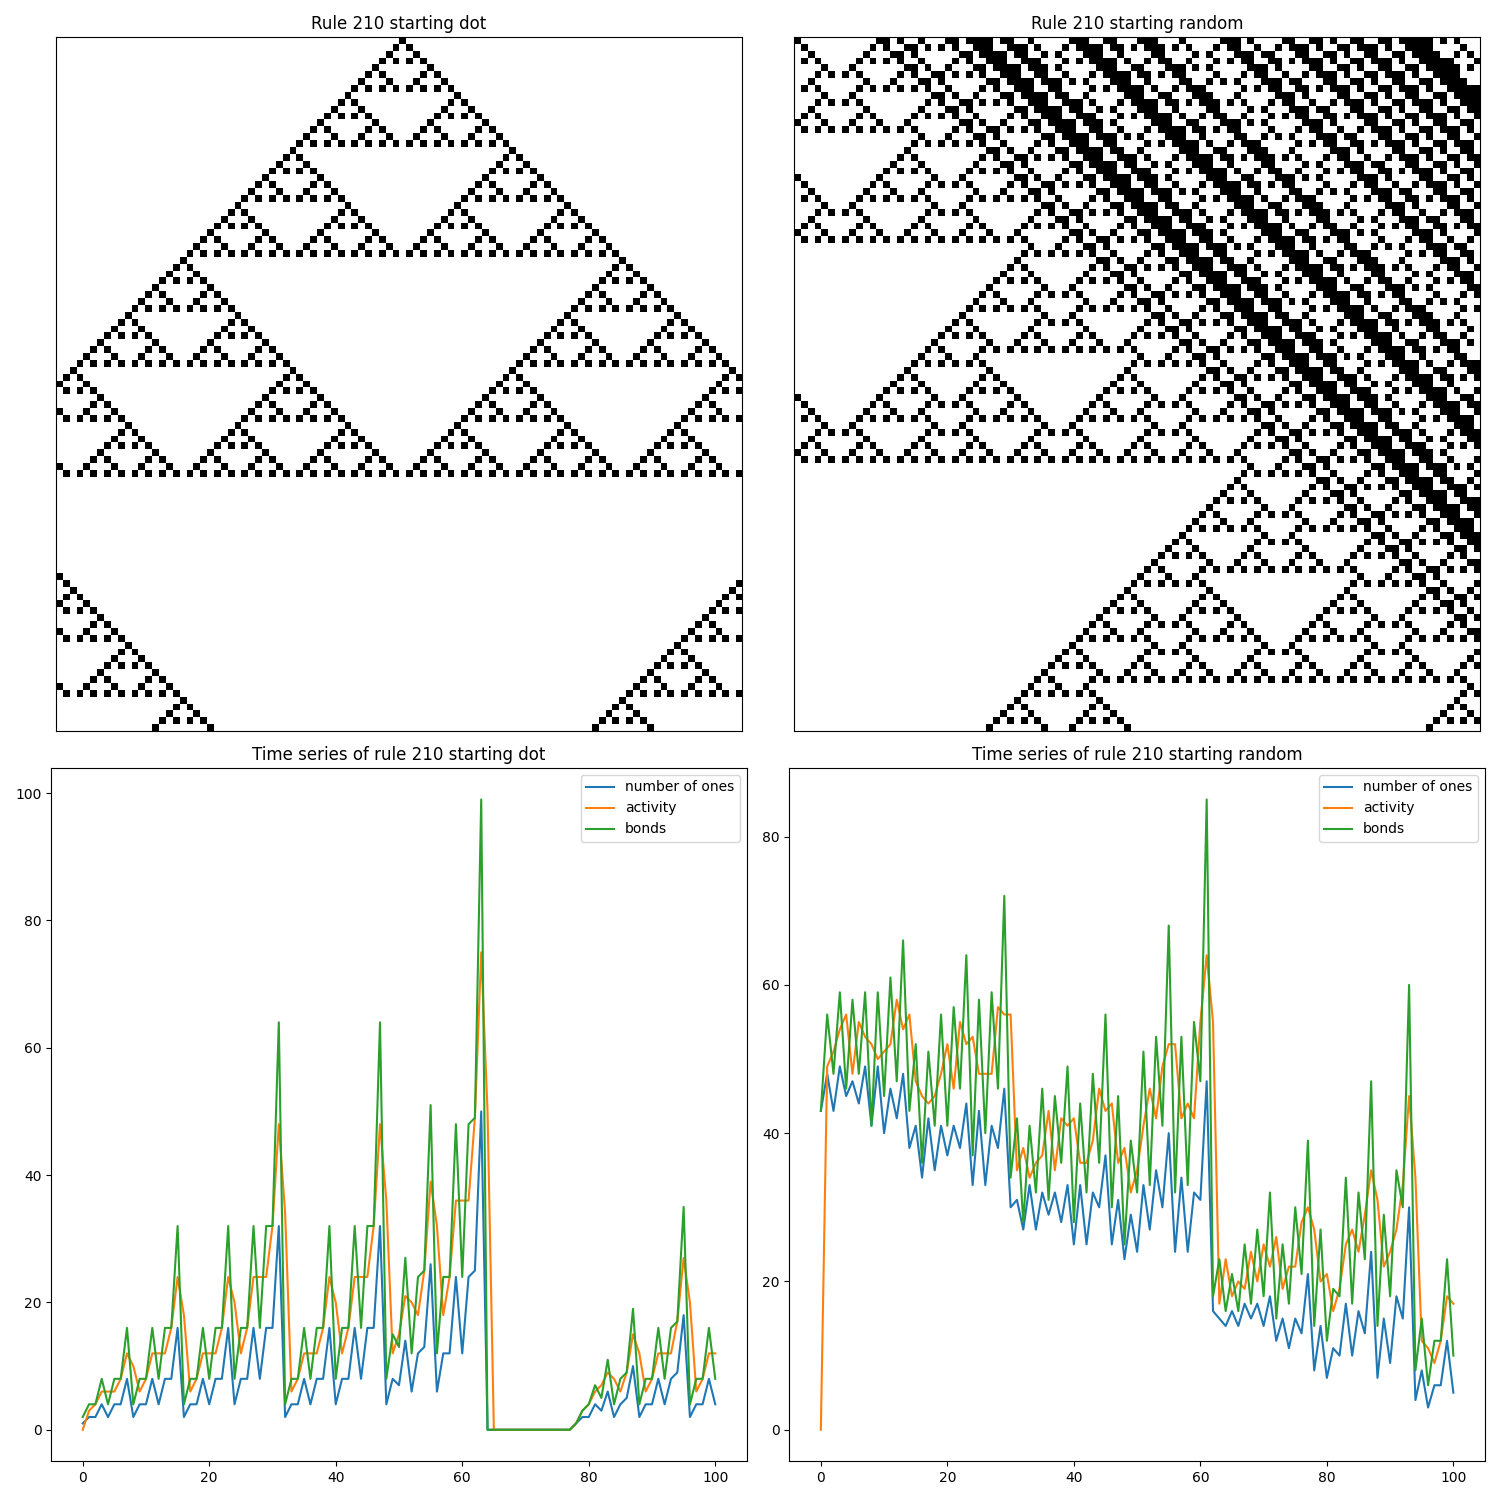 Rule 210 starting dot
Rule 210 starting random
Time series of rule 210 starting dot
100
80
60
40
20
0
0 20 40 60 80 100
number of ones
activity
bonds
Time series of rule 210 starting random
80
60
40
20
0
0 20 40 60 80 100
number of ones
activity
bonds